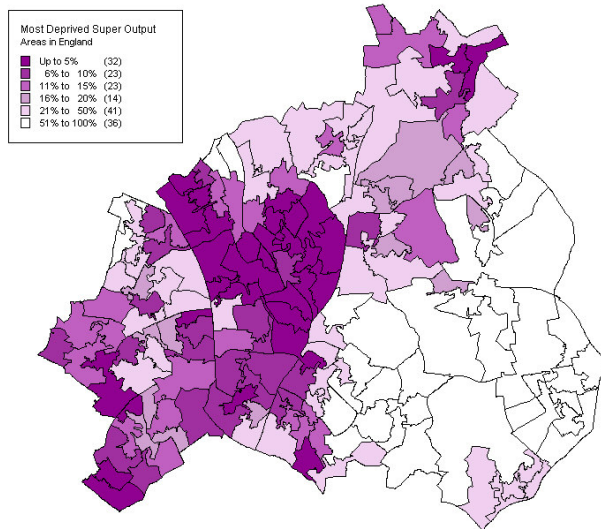 Most Deprived Super Output
Areas in England
Up to 5% (32)
6% to 10% (23)
11% to 15% (23)
16% to 20% (14)
21% to 50% (41)
51% to 100% (36)